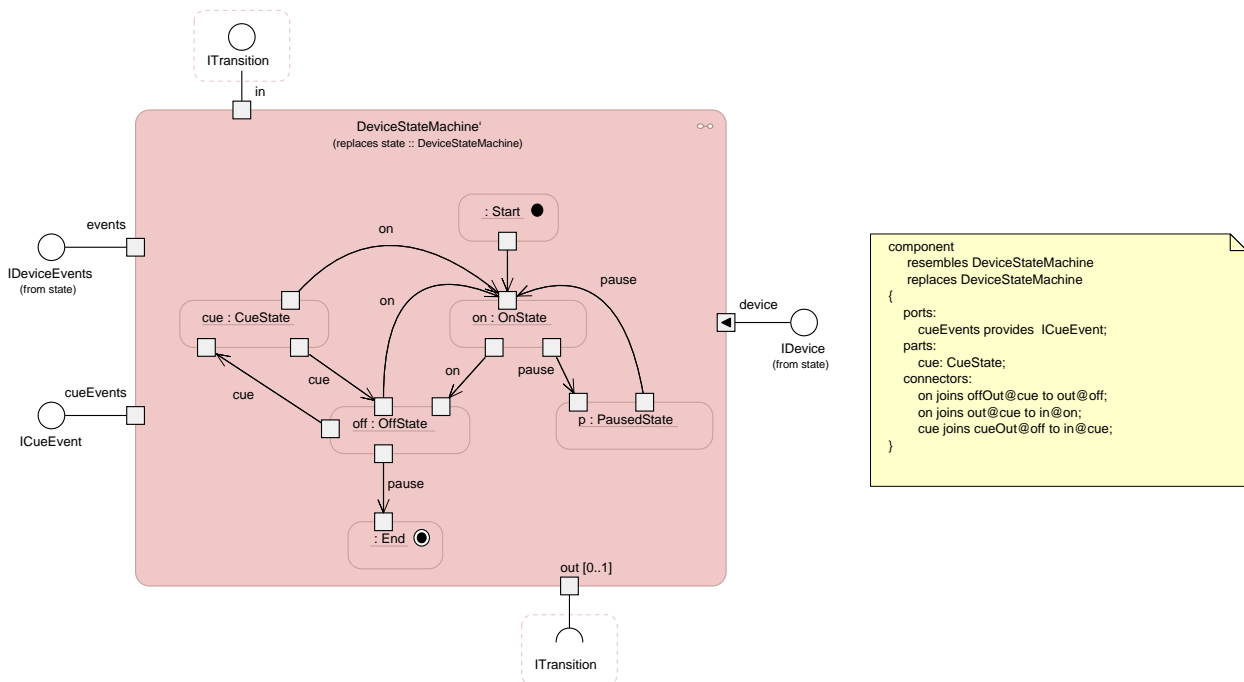 ITransition
in
DeviceStateMachine‘
(replaces state :: DeviceStateMachine)
: Start
events
on
IDeviceEvents
(from state)
on
pause
device
IDevice
(from state)
cue : CueState
on : OnState
cue
on
pause
cueEvents
cue
ICueEvent
off : OffState
p : PausedState
pause
: End
out [0..1]
ITransition
component
resembles DeviceStateMachine
replaces DeviceStateMachine
{
ports:
cueEvents provides ICueEvent;
parts:
cue: CueState;
connectors:
on joins offOut@cue to out@off;
on joins out@cue to in@on;
cue joins cueOut@off to in@cue;
}